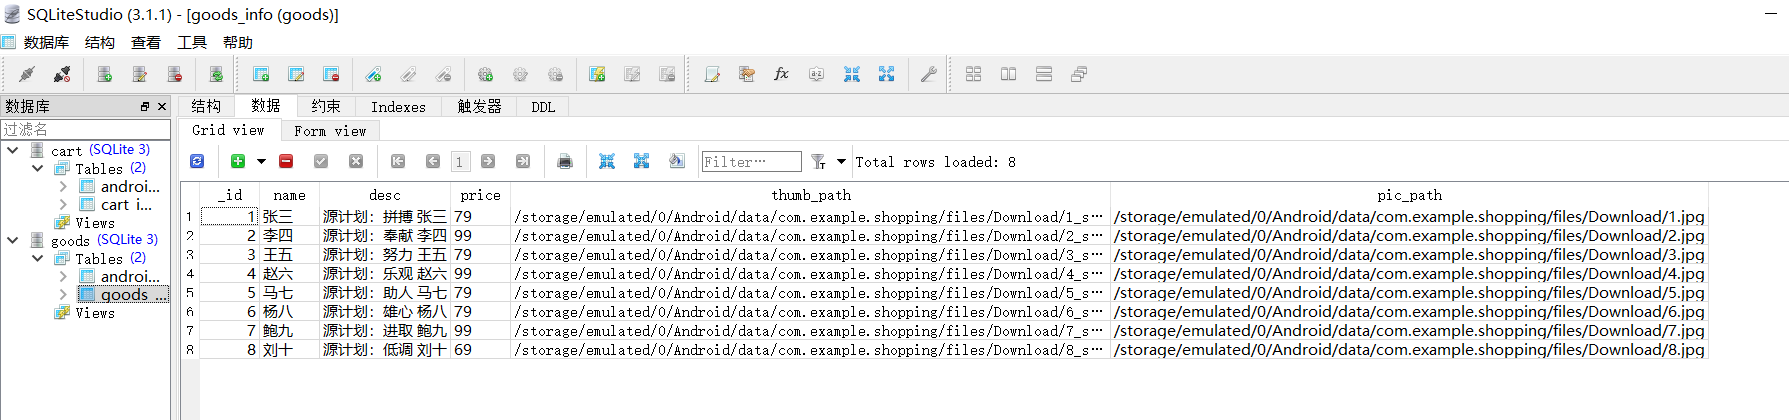 SQLiteStudio (3.1.1) - [goods_info (goods)]
数据库 结构 查看 工具 帮助
数据库
结构 数据 约束 Indexes 触发器 DDL
过滤名
Grid view Form view
cart (SQLite 3)
Tables (2)
androi...
cart_i...
Views
goods (SQLite 3)
Tables (2)
androi...
goods_...
Views
1 Filter… Total rows loaded: 8
_id name desc price thumb_path pic_path
1 1 张三 源计划：拼搏 张三 79 /storage/emulated/0/Android/data/com.example.shopping/files/Download/1_s… /storage/emulated/0/Android/data/com.example.shopping/files/Download/1.jpg
2 2 李四 源计划：奉献 李四 99 /storage/emulated/0/Android/data/com.example.shopping/files/Download/2_s… /storage/emulated/0/Android/data/com.example.shopping/files/Download/2.jpg
3 3 王五 源计划：努力 王五 79 /storage/emulated/0/Android/data/com.example.shopping/files/Download/3_s… /storage/emulated/0/Android/data/com.example.shopping/files/Download/3.jpg
4 4 赵六 源计划：乐观 赵六 99 /storage/emulated/0/Android/data/com.example.shopping/files/Download/4_s… /storage/emulated/0/Android/data/com.example.shopping/files/Download/4.jpg
5 5 马七 源计划：助人 马七 79 /storage/emulated/0/Android/data/com.example.shopping/files/Download/5_s… /storage/emulated/0/Android/data/com.example.shopping/files/Download/5.jpg
6 6 杨八 源计划：雄心 杨八 79 /storage/emulated/0/Android/data/com.example.shopping/files/Download/6_s… /storage/emulated/0/Android/data/com.example.shopping/files/Download/6.jpg
7 7 鲍九 源计划：进取 鲍九 99 /storage/emulated/0/Android/data/com.example.shopping/files/Download/7_s… /storage/emulated/0/Android/data/com.example.shopping/files/Download/7.jpg
8 8 刘十 源计划：低调 刘十 69 /storage/emulated/0/Android/data/com.example.shopping/files/Download/8_s… /storage/emulated/0/Android/data/com.example.shopping/files/Download/8.jpg